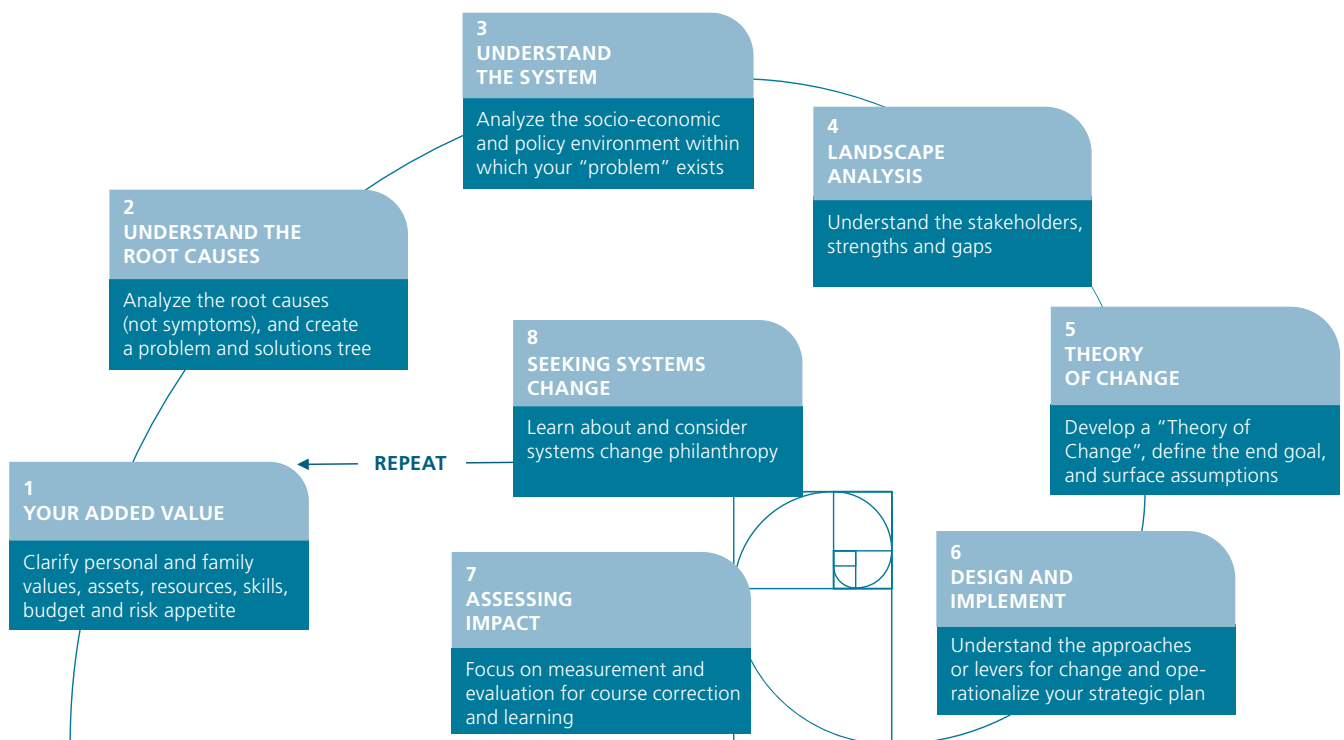 1
YOUR ADDED VALUE
Clarify personal and family
values, assets, resources, skills,
budget and risk appetite
2
UNDERSTAND THE
ROOT CAUSES
Analyze the root causes
(not symptoms), and create
a problem and solutions tree
3
UNDERSTAND
THE SYSTEM
Analyze the socio-economic
and policy environment within
which your “problem” exists
4
LANDSCAPE
ANALYSIS
Understand the stakeholders,
strengths and gaps
5
THEORY
OF CHANGE
Develop a “Theory of
Change”, define the end goal,
and surface assumptions
6
DESIGN AND
IMPLEMENT
Understand the approaches
or levers for change and ope-
rationalize your strategic plan
7
ASSESSING
IMPACT
Focus on measurement and
evaluation for course correction
and learning
8
SEEKING SYSTEMS
CHANGE
Learn about and consider
systems change philanthropy
REPEAT